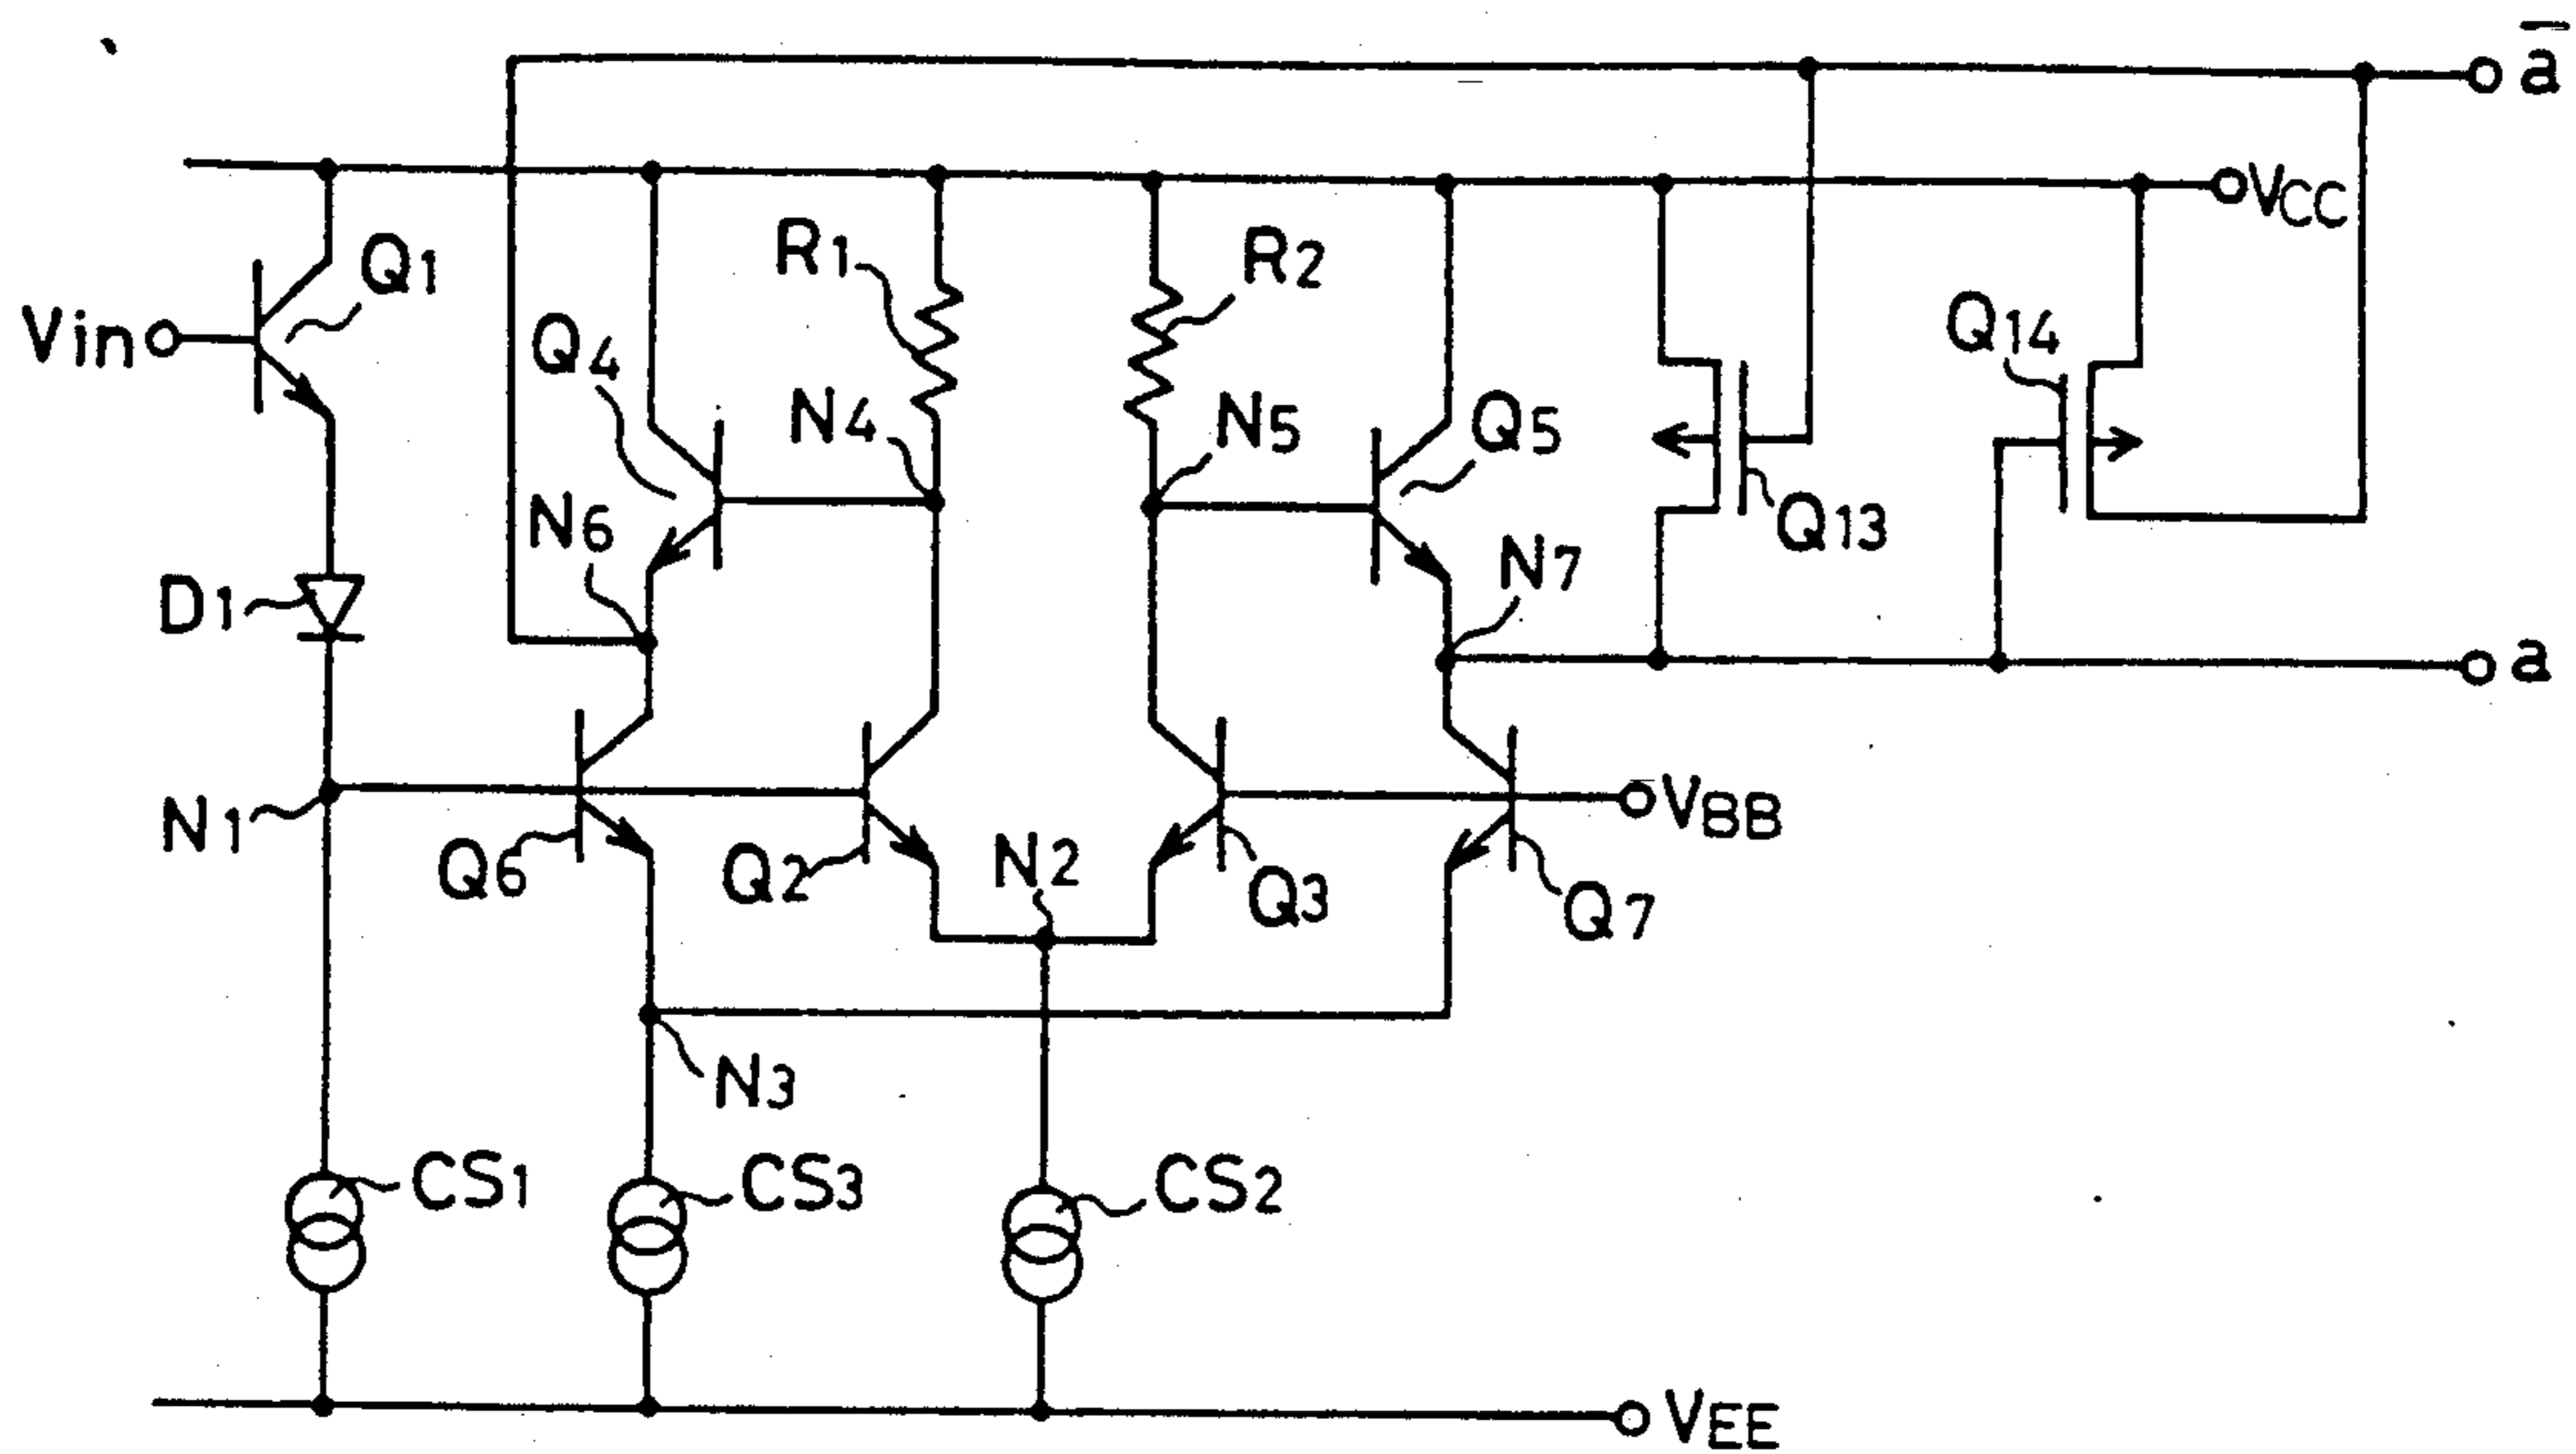 a̅
VCC
R1
R2
Q1
Vin
Q4
Q14
N4
N5
Q5
N6
Q13
N7
D1
a
N1
VBB
Q6
Q2
N2
Q3
Q7
N3
CS1
CS3
CS2
VEE